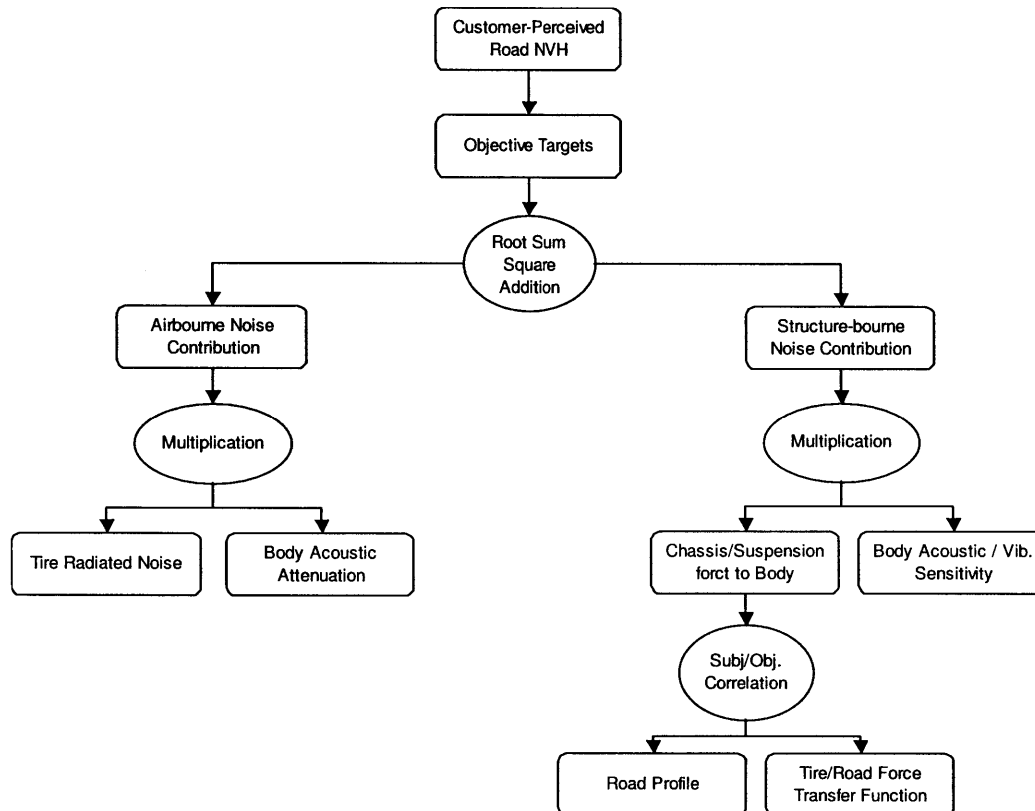 Customer-Perceived
Road NVH
Objective Targets
Root Sum
Square
Addition
Airbourne Noise
Contribution
Structure-bourne
Noise Contribution
Multiplication
Multiplication
Tire Radiated Noise
Body Acoustic
Attenuation
Chassis/Suspension
forct to Body
Body Acoustic / Vib.
Sensitivity
Subj/Obj.
Correlation
Road Profile
Tire/Road Force
Transfer Function